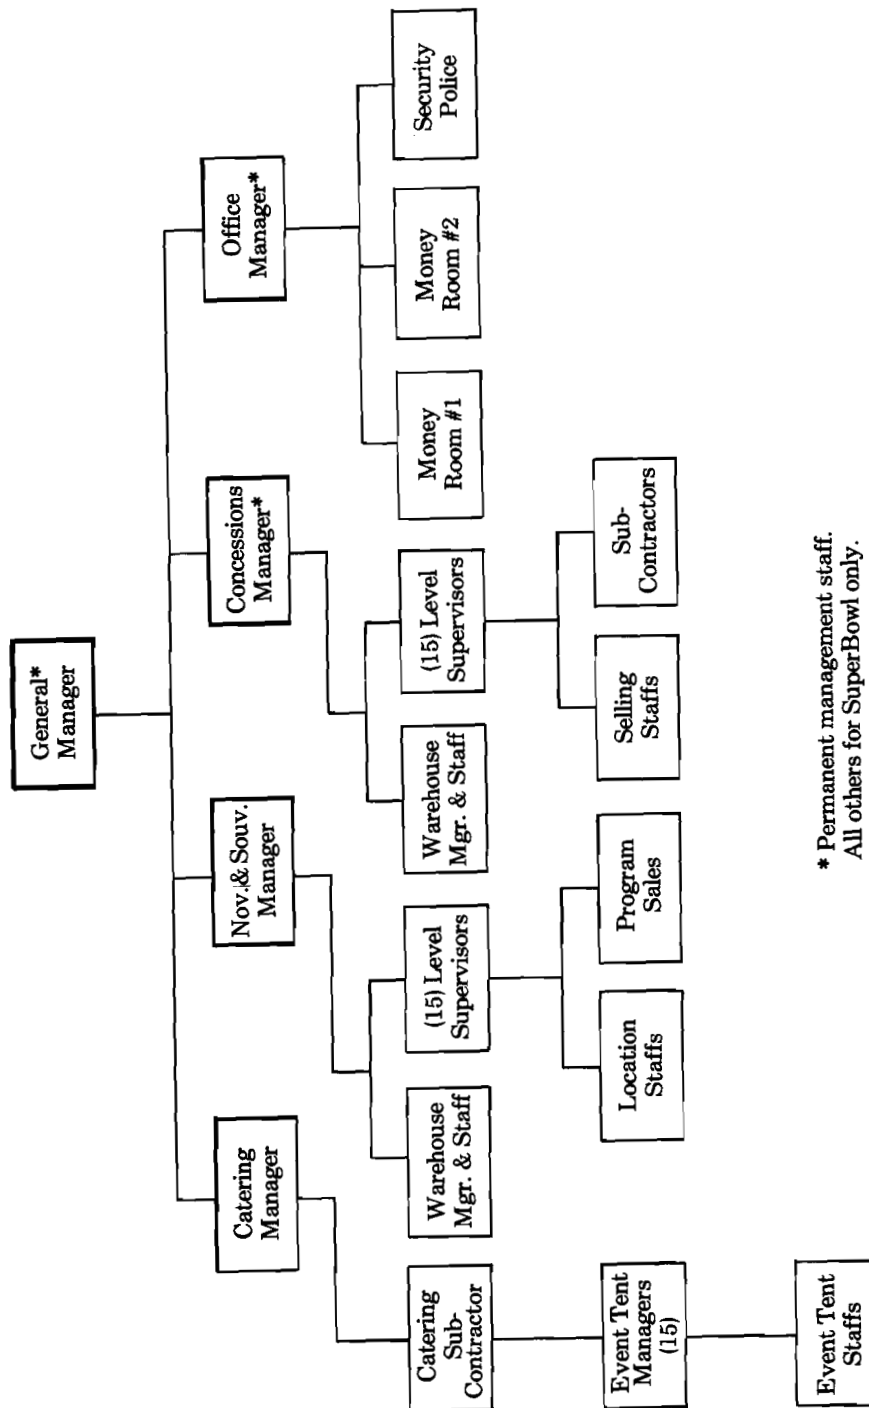 General*
Manager
Catering
Manager
Nov. & Souv.
Manager
Concessions
Manager*
Office
Manager*
Catering
Sub-
Contractor
Warehouse
Mgr. & Staff
(15) Level
Supervisors
Warehouse
Mgr. & Staff
(15) Level
Supervisors
Money
Room #1
Money
Room #2
Security
Police
Event Tent
Managers
(15)
Location
Staffs
Program
Sales
Selling
Staffs
Sub-
Contractors
Event Tent
Staffs
* Permanent management staff.
All others for SuperBowl only.